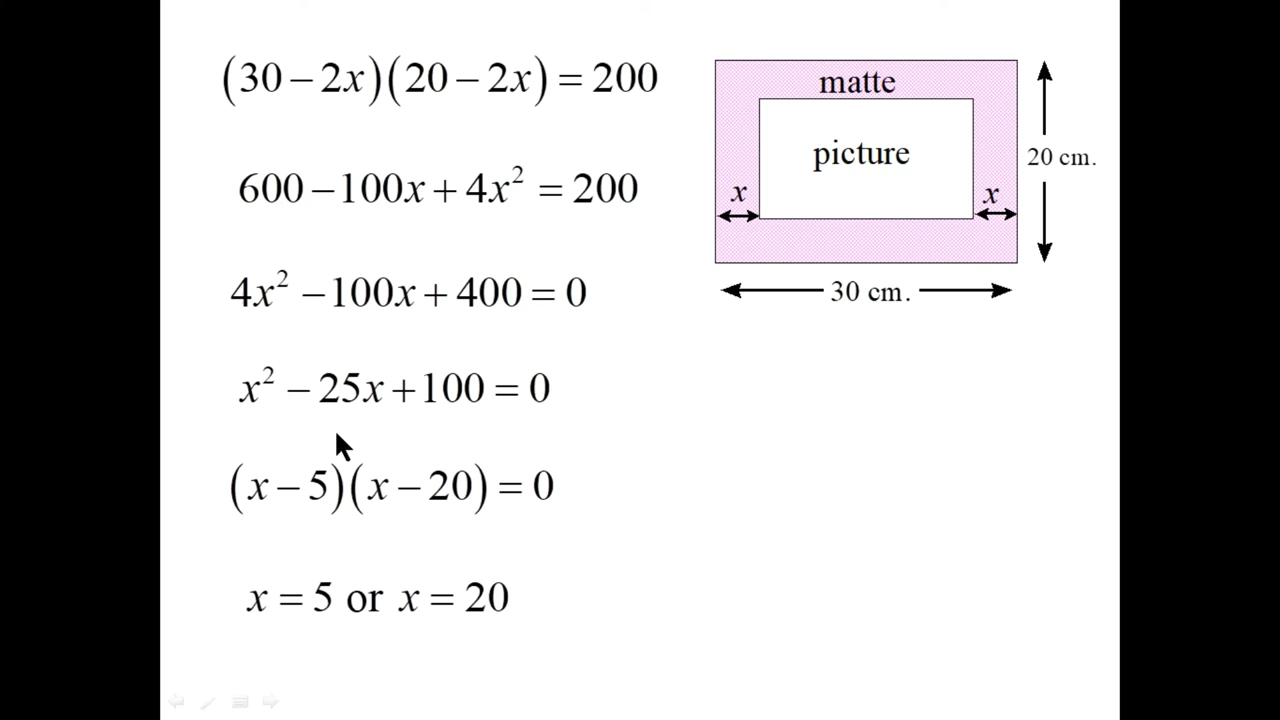 (30 − 2x)(20 − 2x) = 200
600 − 100x + 4x² = 200
4x² − 100x + 400 = 0
x² − 25x + 100 = 0
(x − 5)(x − 20) = 0
x = 5 or x = 20
matte
picture
x
x
20 cm.
30 cm.